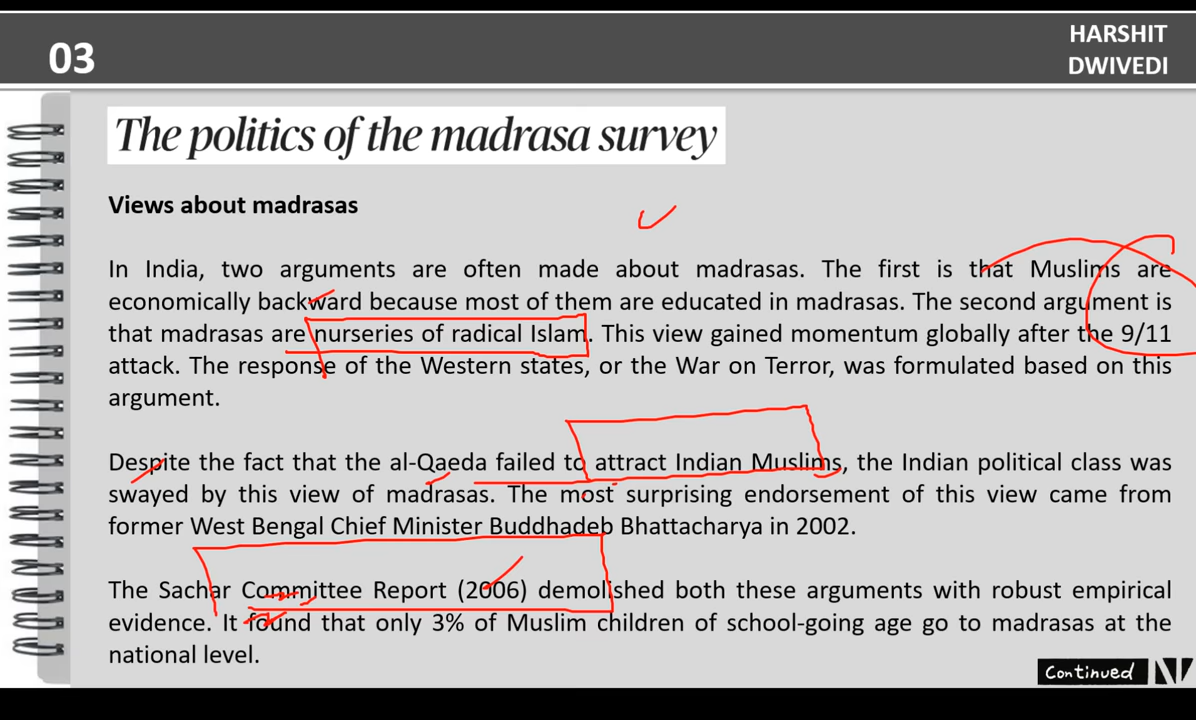 03
HARSHIT
DWIVEDI
The politics of the madrasa survey
Views about madrasas
In India, two arguments are often made about madrasas. The first is that Muslims are
economically backward because most of them are educated in madrasas. The second argument is
that madrasas are nurseries of radical Islam. This view gained momentum globally after the 9/11
attack. The response of the Western states, or the War on Terror, was formulated based on this
argument.
Despite the fact that the al-Qaeda failed to attract Indian Muslims, the Indian political class was
swayed by this view of madrasas. The most surprising endorsement of this view came from
former West Bengal Chief Minister Buddhadeb Bhattacharya in 2002.
The Sachar Committee Report (2006) demolished both these arguments with robust empirical
evidence. It found that only 3% of Muslim children of school-going age go to madrasas at the
national level.
Continued